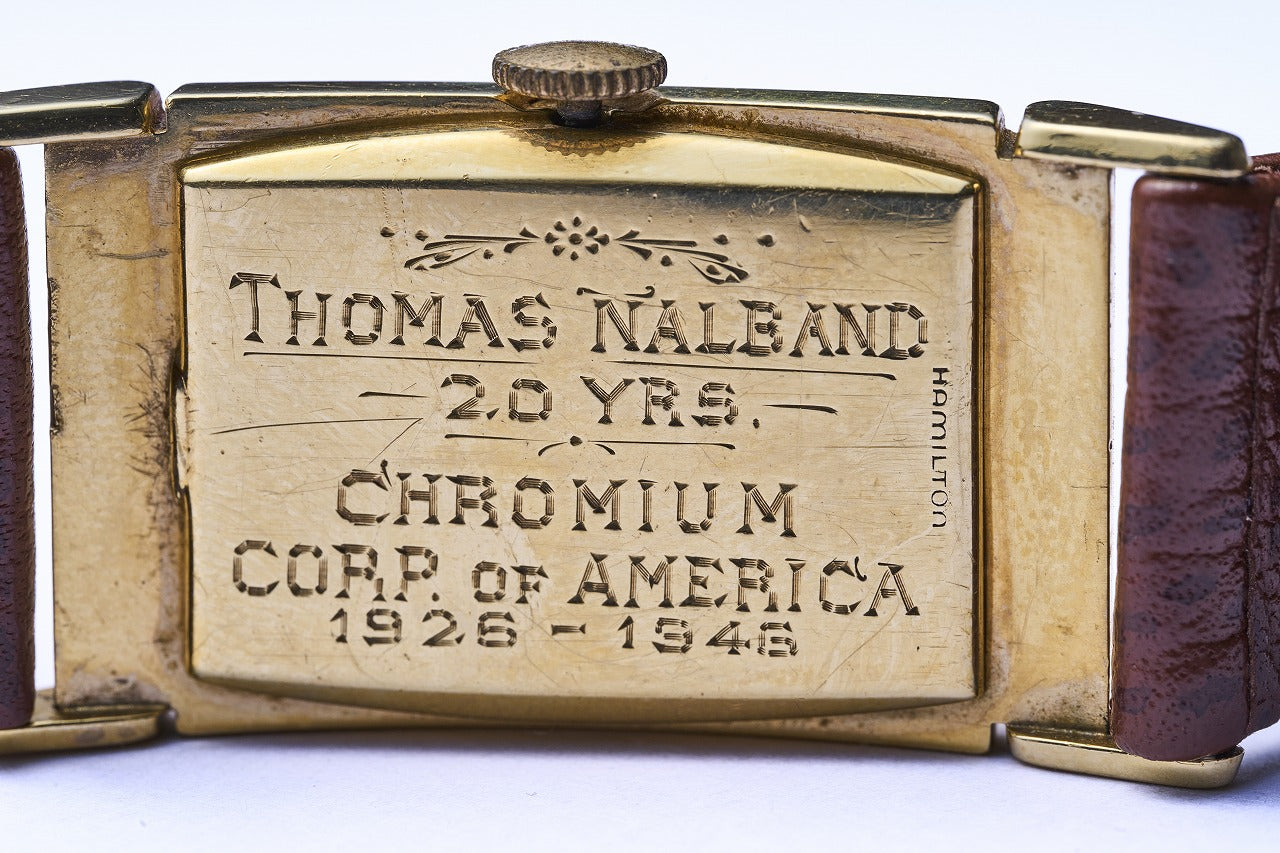 THOMAS NALBAND
20 YRS.
CHROMIUM
CORP. OF AMERICA
1926 - 1946
HAMILTON